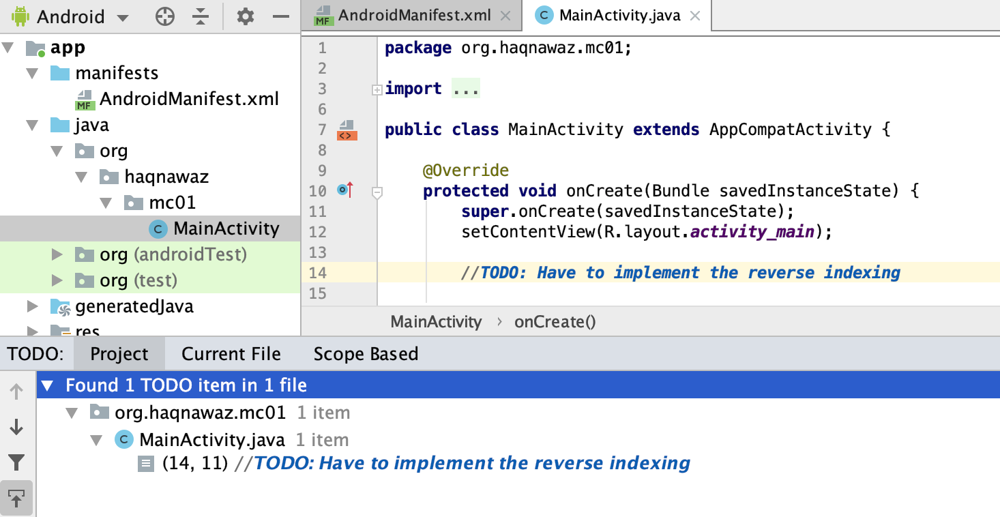 Android
app
manifests
MF AndroidManifest.xml
java
org
haqnawaz
mc01
C MainActivity
org (androidTest)
org (test)
generatedJava
res
MF AndroidManifest.xml
C MainActivity.java
1 package org.haqnawaz.mc01;
2
3 import ...
6
7 <> public class MainActivity extends AppCompatActivity {
8
9 @Override
10 protected void onCreate(Bundle savedInstanceState) {
11 super.onCreate(savedInstanceState);
12 setContentView(R.layout.activity_main);
13
14 //TODO: Have to implement the reverse indexing
15
MainActivity › onCreate()
TODO: Project Current File Scope Based
Found 1 TODO item in 1 file
org.haqnawaz.mc01 1 item
C MainActivity.java 1 item
(14, 11) //TODO: Have to implement the reverse indexing